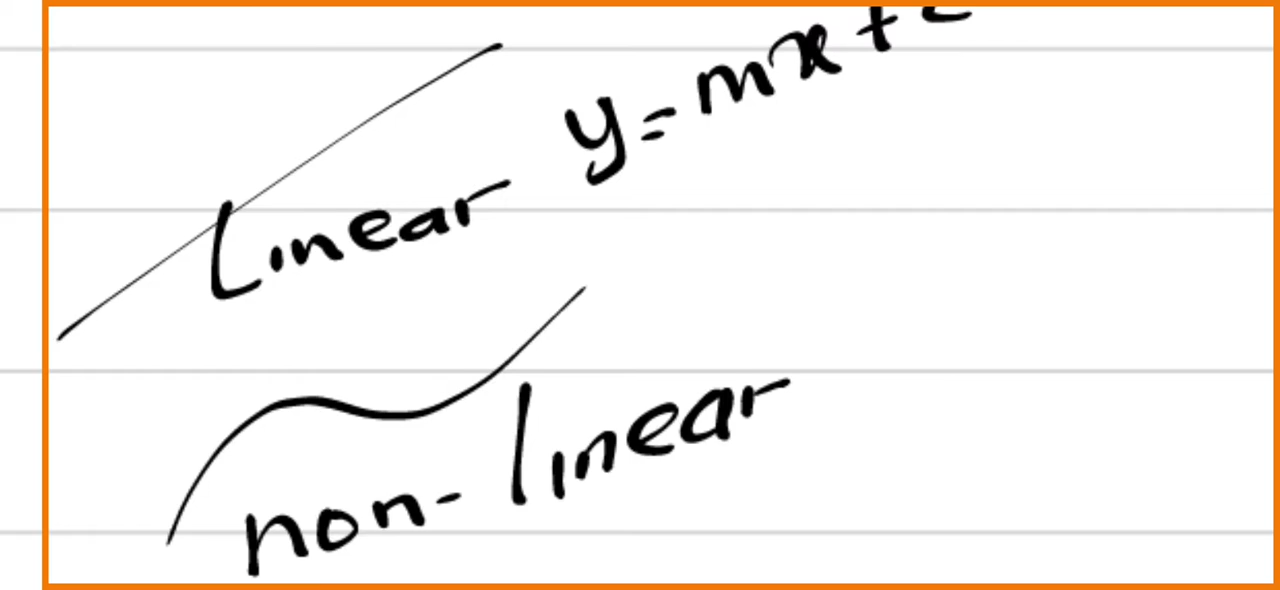 Linear y = mx +
non-linear